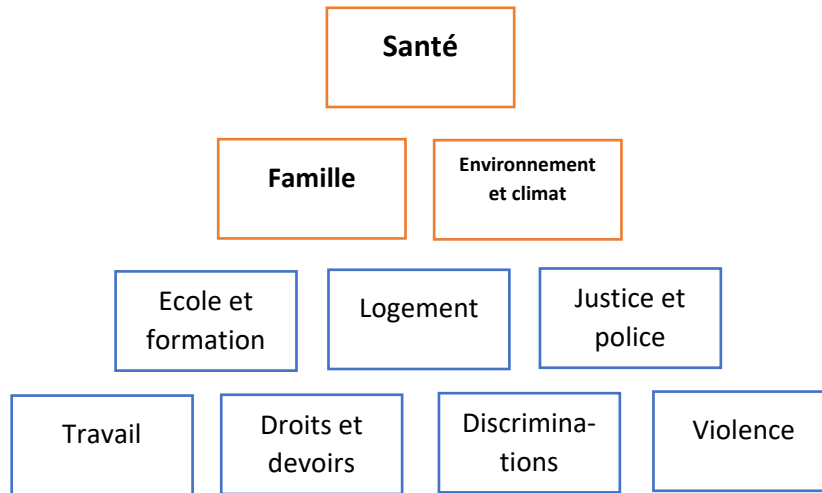 Santé
Famille
Environnement
et climat
Ecole et
formation
Logement
Justice et
police
Travail
Droits et
devoirs
Discrimina-
tions
Violence